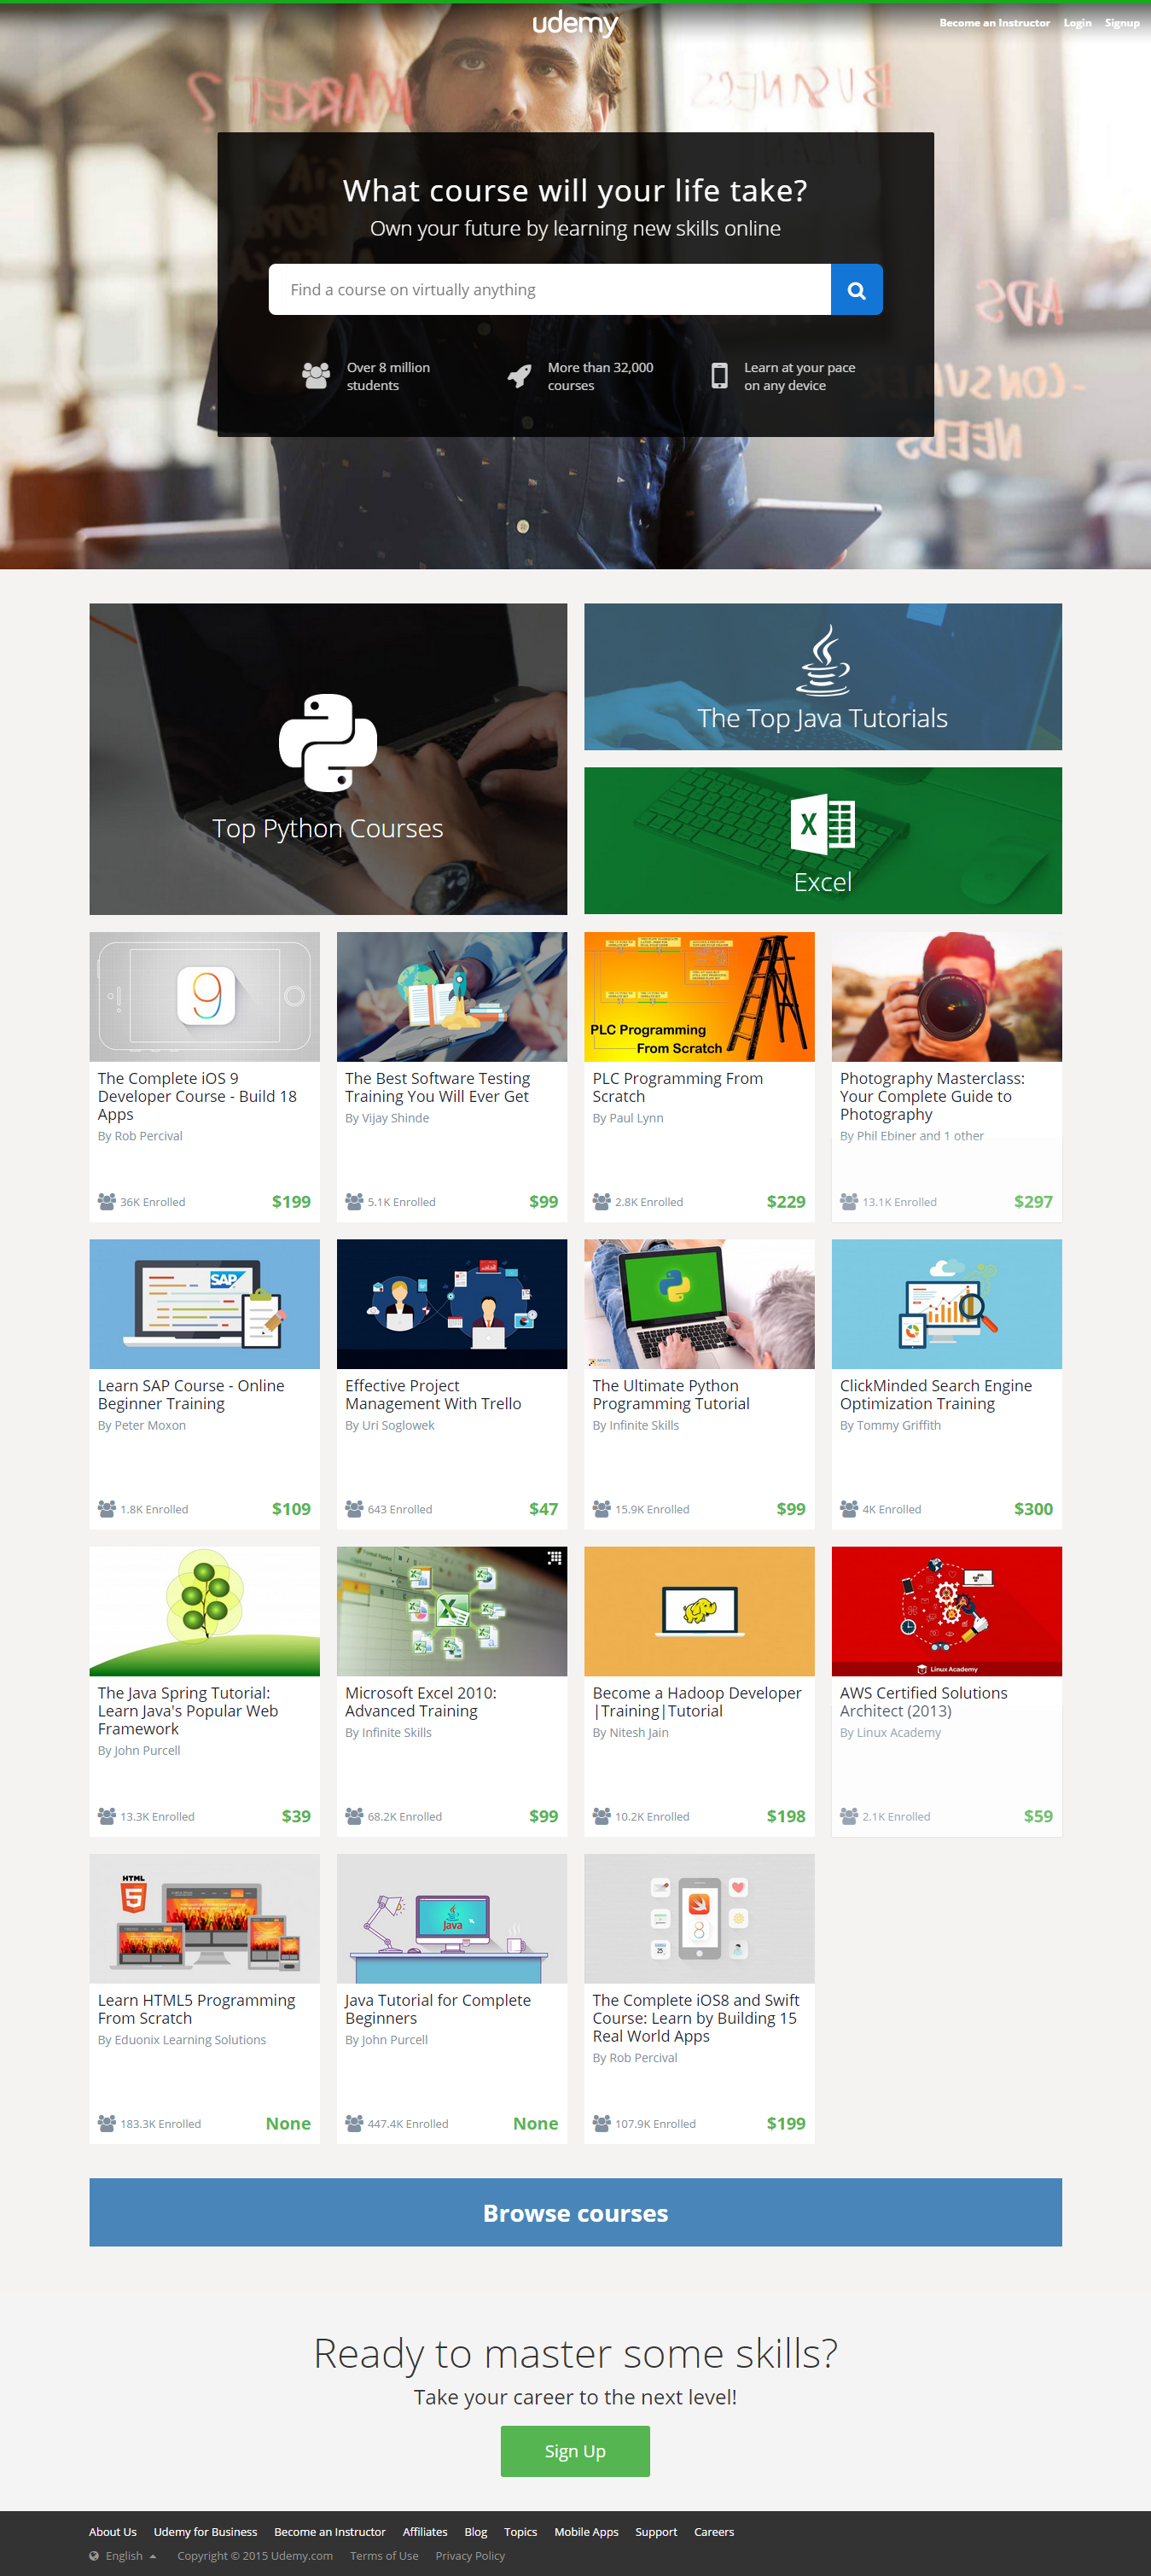 udemy
Become an Instructor Login Signup
MARKET?
BUSINESS
ADS
NEEDS
What course will your life take?
Own your future by learning new skills online
Find a course on virtually anything
Over 8 million
students
More than 32,000
courses
Learn at your pace
on any device
Top Python Courses
The Top Java Tutorials
X
Excel
9
PLC Programming
From Scratch
The Complete iOS 9
Developer Course - Build 18
Apps
By Rob Percival
36K Enrolled
$199
The Best Software Testing
Training You Will Ever Get
By Vijay Shinde
5.1K Enrolled
$99
PLC Programming From
Scratch
By Paul Lynn
2.8K Enrolled
$229
Photography Masterclass:
Your Complete Guide to
Photography
By Phil Ebiner and 1 other
13.1K Enrolled
$297
SAP
Learn SAP Course - Online
Beginner Training
By Peter Moxon
1.8K Enrolled
$109
Effective Project
Management With Trello
By Uri Soglowek
643 Enrolled
$47
The Ultimate Python
Programming Tutorial
By Infinite Skills
15.9K Enrolled
$99
ClickMinded Search Engine
Optimization Training
By Tommy Griffith
4K Enrolled
$300
The Java Spring Tutorial:
Learn Java's Popular Web
Framework
By John Purcell
13.3K Enrolled
$39
Microsoft Excel 2010:
Advanced Training
By Infinite Skills
68.2K Enrolled
$99
Become a Hadoop Developer
|Training|Tutorial
By Nitesh Jain
10.2K Enrolled
$198
Linux Academy
AWS Certified Solutions
Architect (2013)
By Linux Academy
2.1K Enrolled
$59
HTML
5
Learn HTML5 Programming
From Scratch
By Eduonix Learning Solutions
183.3K Enrolled
None
Java
Java Tutorial for Complete
Beginners
By John Purcell
447.4K Enrolled
None
8
The Complete iOS8 and Swift
Course: Learn by Building 15
Real World Apps
By Rob Percival
107.9K Enrolled
$199
Browse courses
Ready to master some skills?
Take your career to the next level!
Sign Up
About Us Udemy for Business Become an Instructor Affiliates Blog Topics Mobile Apps Support Careers
English Copyright © 2015 Udemy.com Terms of Use Privacy Policy